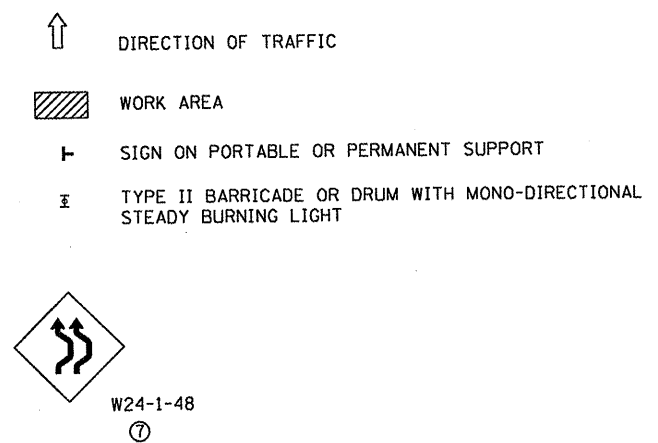 DIRECTION OF TRAFFIC
WORK AREA
SIGN ON PORTABLE OR PERMANENT SUPPORT
TYPE II BARRICADE OR DRUM WITH MONO-DIRECTIONAL
STEADY BURNING LIGHT
W24-1-48
7